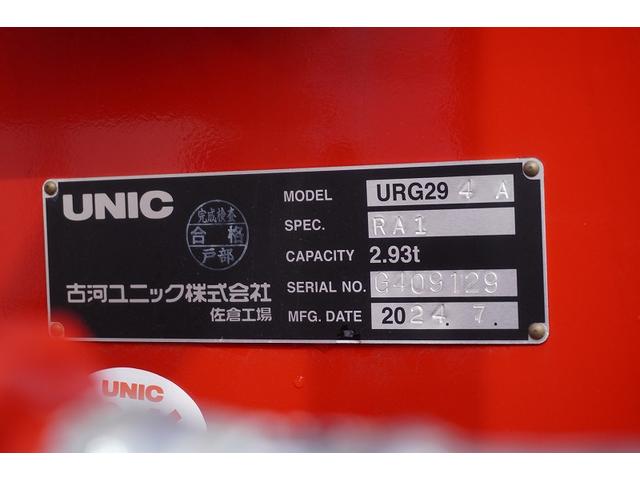 UNIC
完成検査
合格
戸部
古河ユニック株式会社
佐倉工場
MODEL URG29 4 A
SPEC. RA1
CAPACITY 2.93t
SERIAL NO. G409129
MFG. DATE 2024. 7.
UNIC